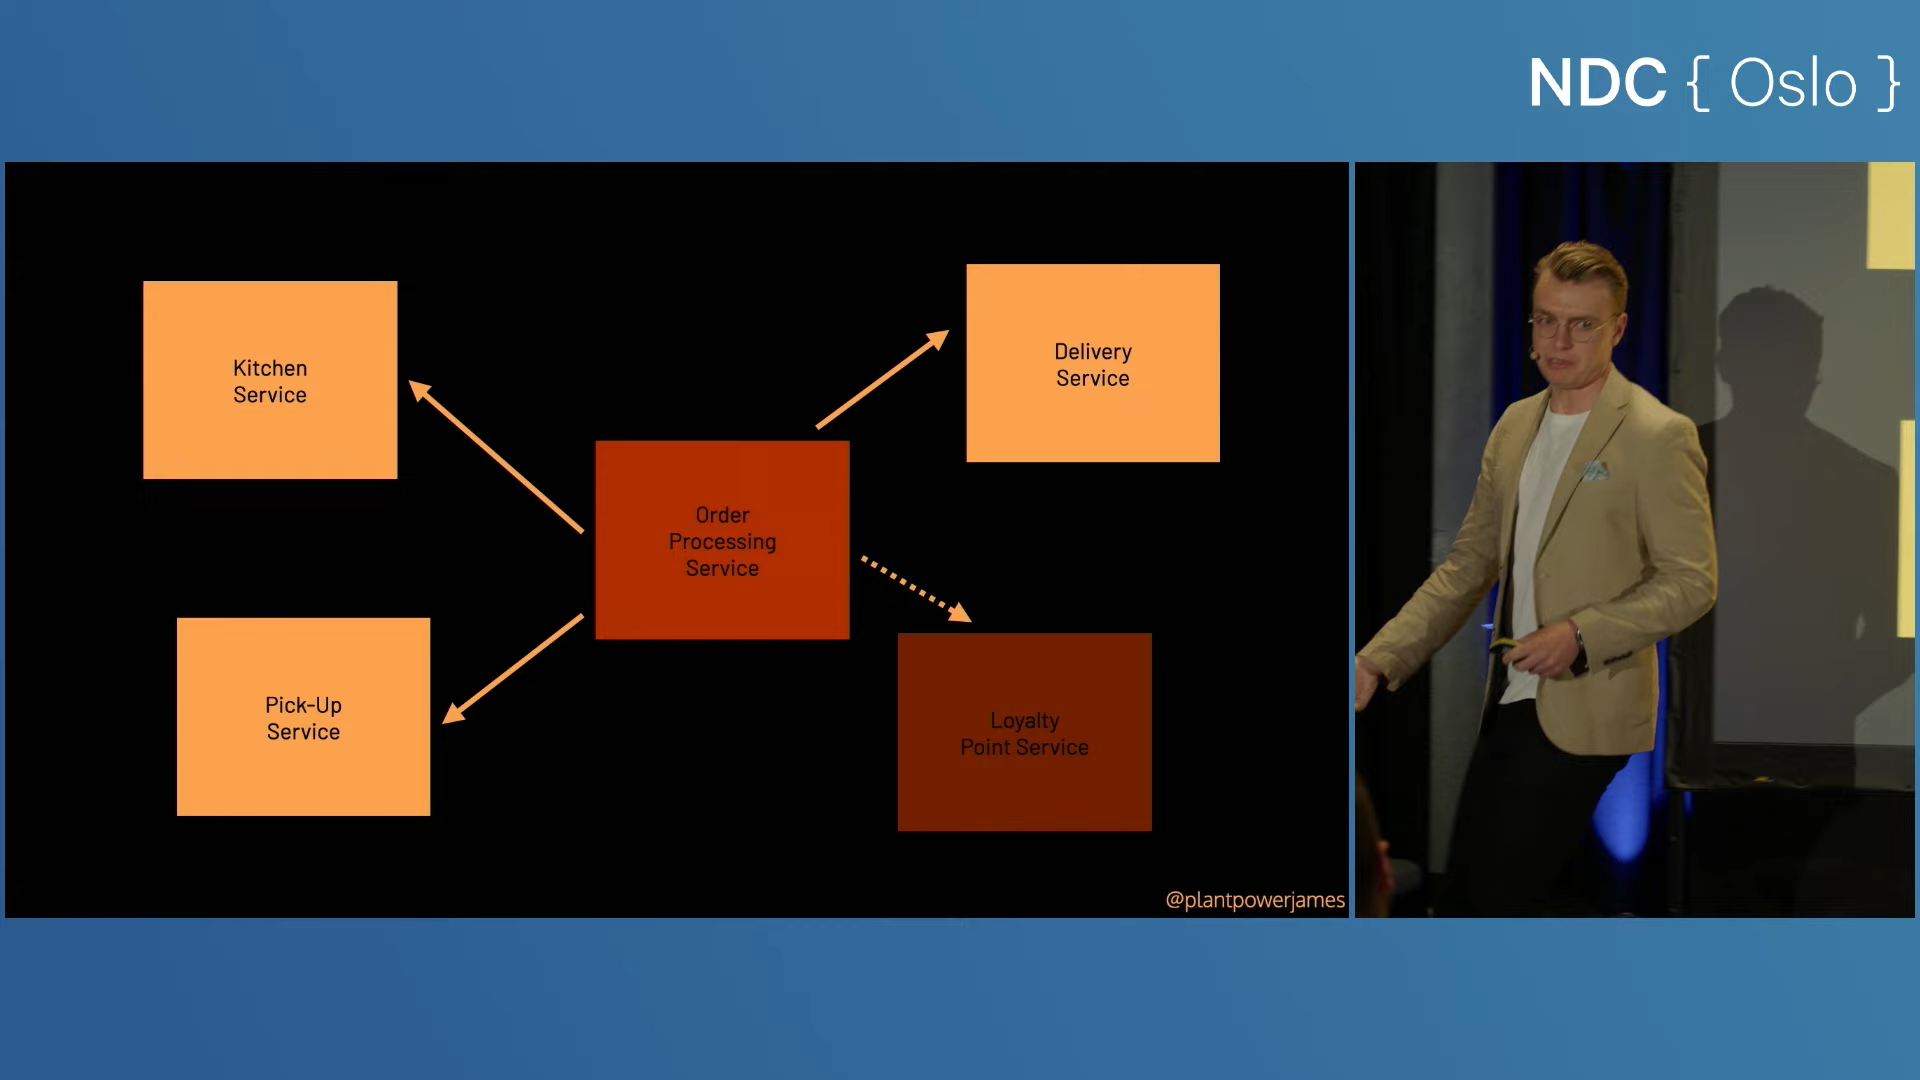 NDC { Oslo }
Kitchen
Service
Delivery
Service
Order
Processing
Service
Pick-Up
Service
Loyalty
Point Service
@plantpowerjames